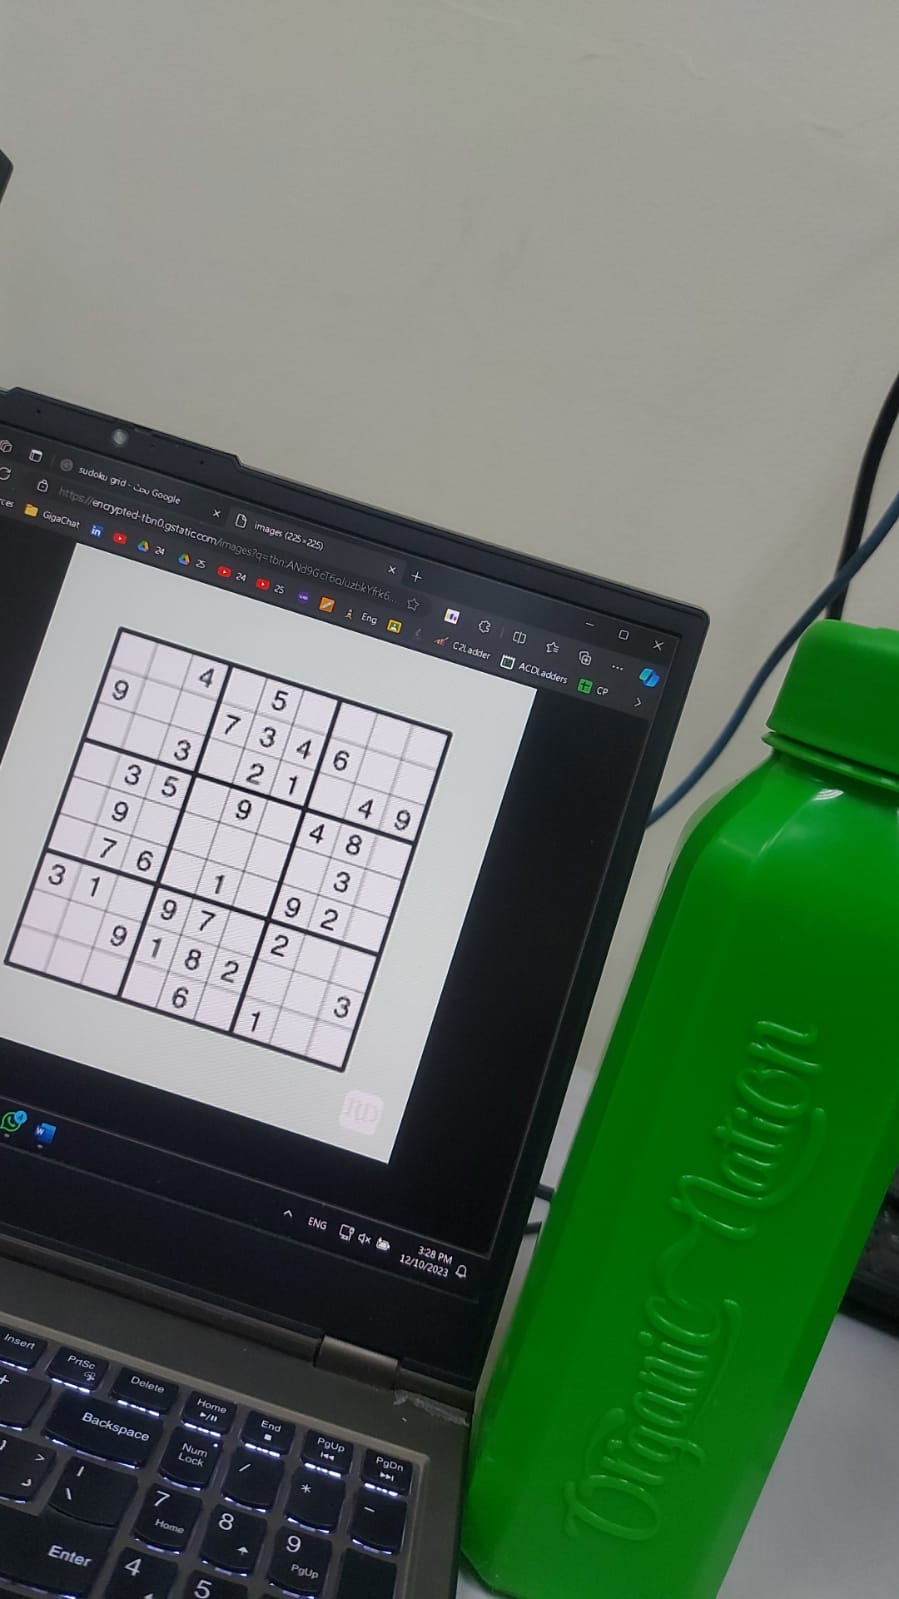 sudoku grid - بحث Google
images (225×225)
https://encrypted-tbn0.gstatic.com/images?q=tbn:ANd9GcT6aJuzbkYfrk6...
rces GigaChat 24 25 24 25 Eng C2Ladder ACDLadders CP
4 5
9 7 3 4 6
3 2 1 4 9
3 5 9 4 8
9 3
7 6 1 9 2
3 1 9 7 2
9 1 8 2 3
6 1
ENG
3:28 PM
12/10/2023
Organic Nation
Insert PrtSc Delete Home End PgUp PgDn
Backspace Num Lock / * -
7 Home 8 9 PgUp
Enter 4 5